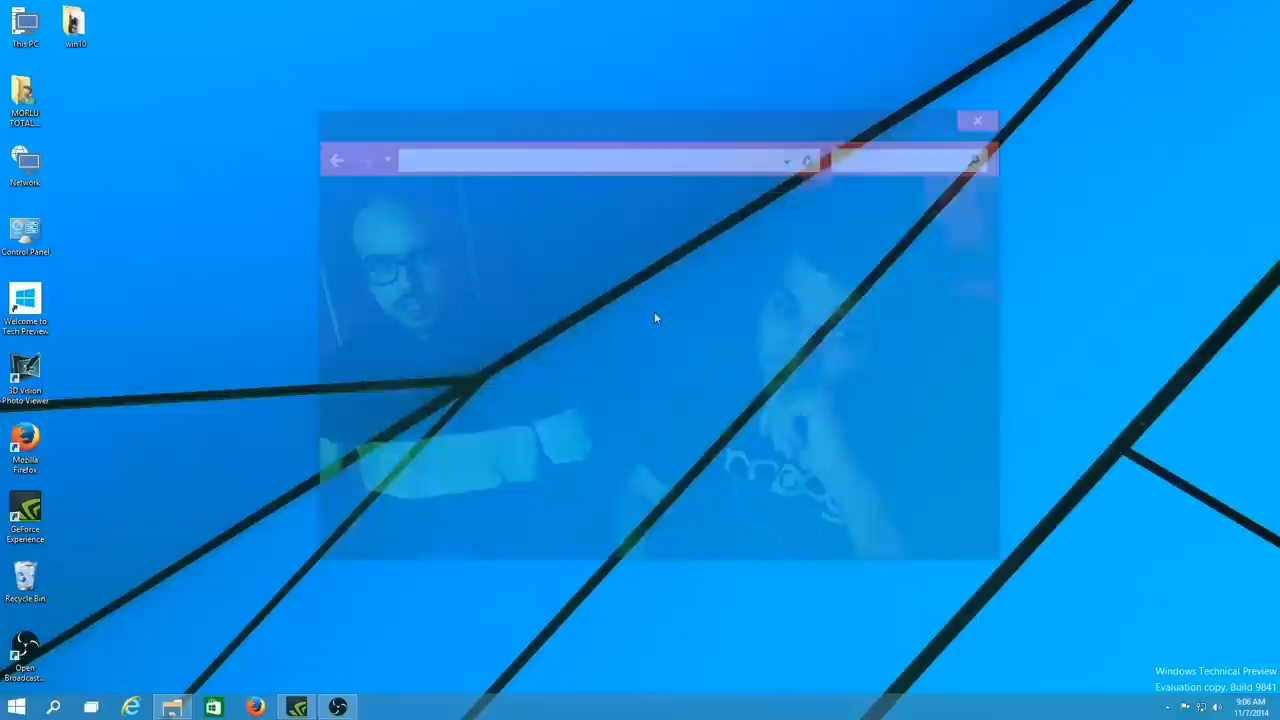 This PC
win10
MORLU
TOTAL...
Network
Control Panel
Welcome to
Tech Preview
3D Vision
Photo Viewer
Mozilla
Firefox
GeForce
Experience
Recycle Bin
Open
Broadcast...
Windows Technical Preview
Evaluation copy. Build 9841
9:06 AM
11/7/2014